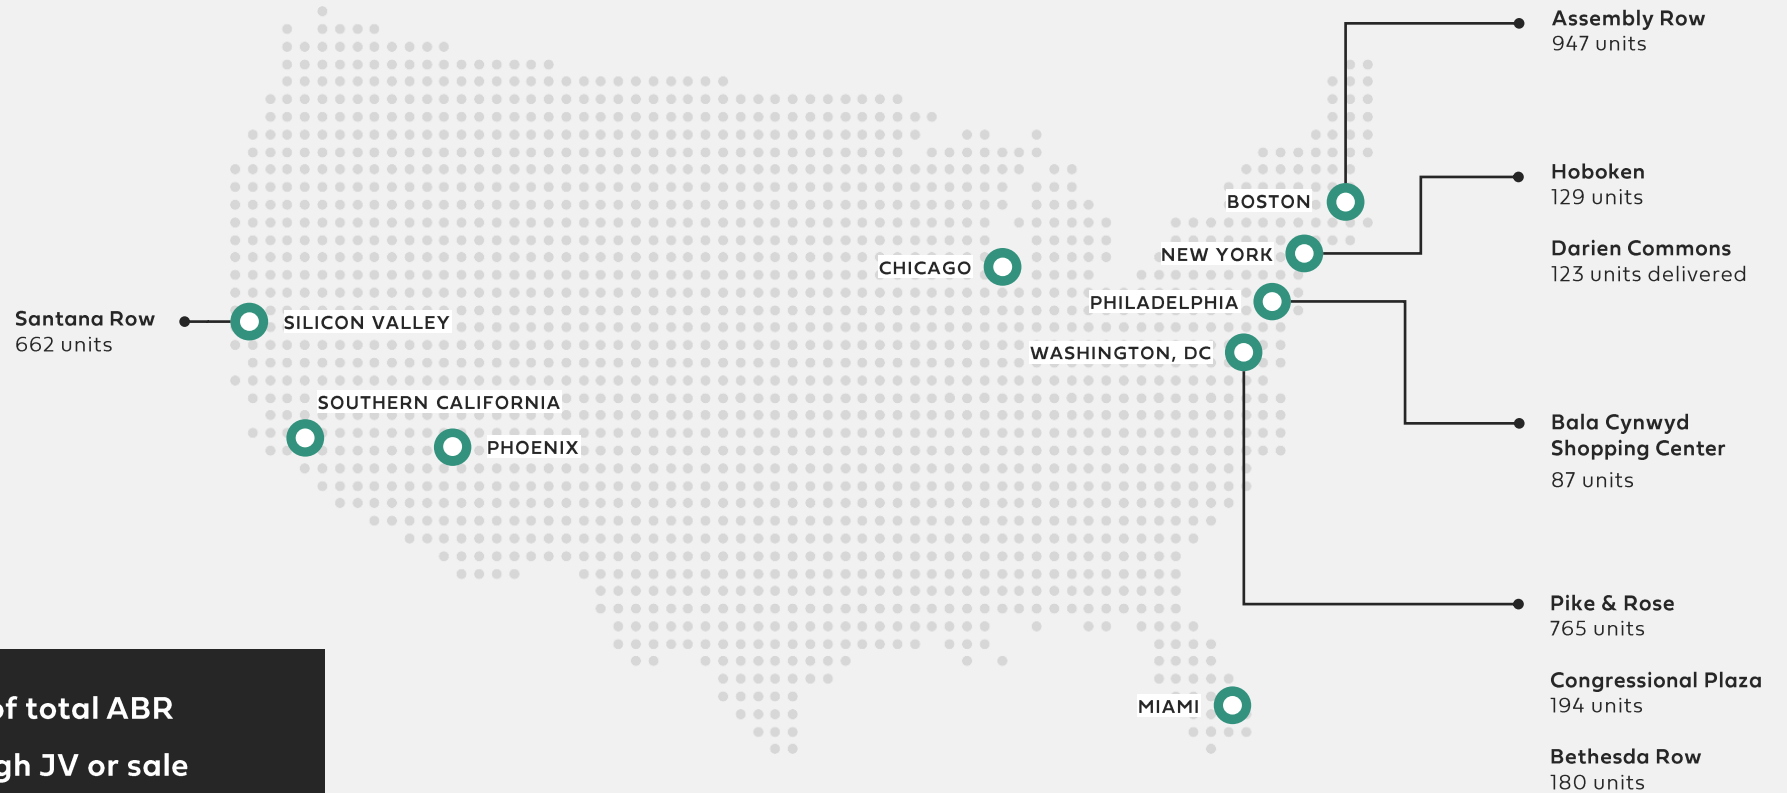 Assembly Row
947 units
Hoboken
129 units
BOSTON
NEW YORK
Darien Commons
123 units delivered
CHICAGO
PHILADELPHIA
Santana Row
662 units
SILICON VALLEY
WASHINGTON, DC
SOUTHERN CALIFORNIA
PHOENIX
Bala Cynwyd
Shopping Center
87 units
Pike & Rose
765 units
Congressional Plaza
194 units
MIAMI
Bethesda Row
180 units
of total ABR
JV or sale